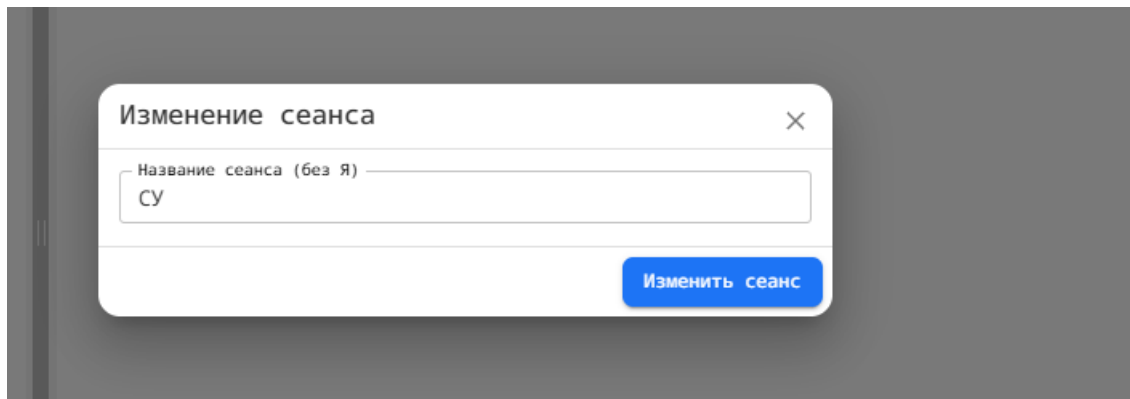 Изменение сеанса
Название сеанса (без Я)
СУ
Изменить сеанс